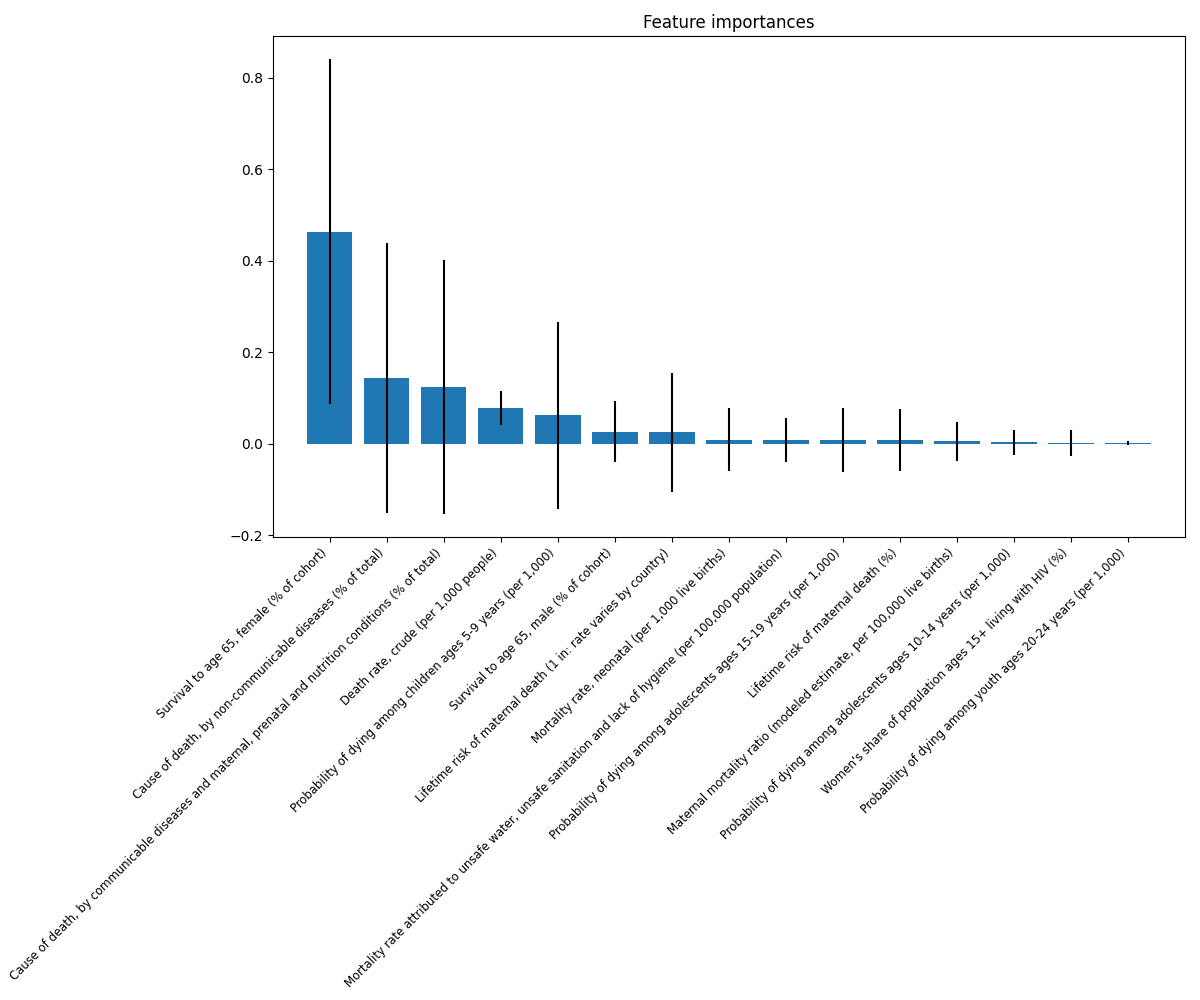 Feature importances
0.8
0.6
0.4
0.2
0.0
−0.2
Survival to age 65, female (% of cohort)
Cause of death, by non-communicable diseases (% of total)
Cause of death, by communicable diseases and maternal, prenatal and nutrition conditions (% of total)
Death rate, crude (per 1,000 people)
Probability of dying among children ages 5-9 years (per 1,000)
Survival to age 65, male (% of cohort)
Lifetime risk of maternal death (1 in: rate varies by country)
Mortality rate, neonatal (per 1,000 live births)
Mortality rate attributed to unsafe water, unsafe sanitation and lack of hygiene (per 100,000 population)
Probability of dying among adolescents ages 15-19 years (per 1,000)
Lifetime risk of maternal death (%)
Maternal mortality ratio (modeled estimate, per 100,000 live births)
Probability of dying among adolescents ages 10-14 years (per 1,000)
Women's share of population ages 15+ living with HIV (%)
Probability of dying among youth ages 20-24 years (per 1,000)